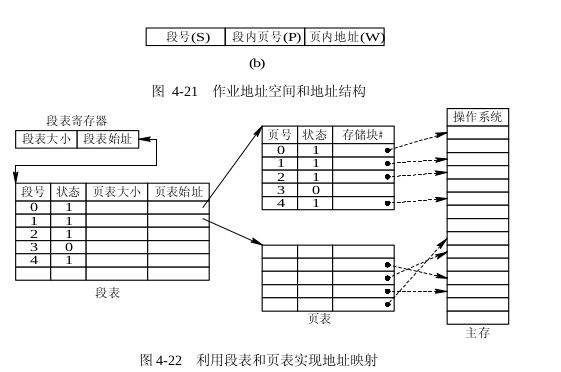 段号(S) 段内页号(P) 页内地址(W)
(b)
图 4-21 作业地址空间和地址结构
段表寄存器
段表大小 段表始址
段号 状态 页表大小 页表始址
0 1
1 1
2 1
3 0
4 1
段表
页号 状态 存储块#
0 1
1 1
2 1
3 0
4 1
页表
操作系统
主存
图 4-22 利用段表和页表实现地址映射